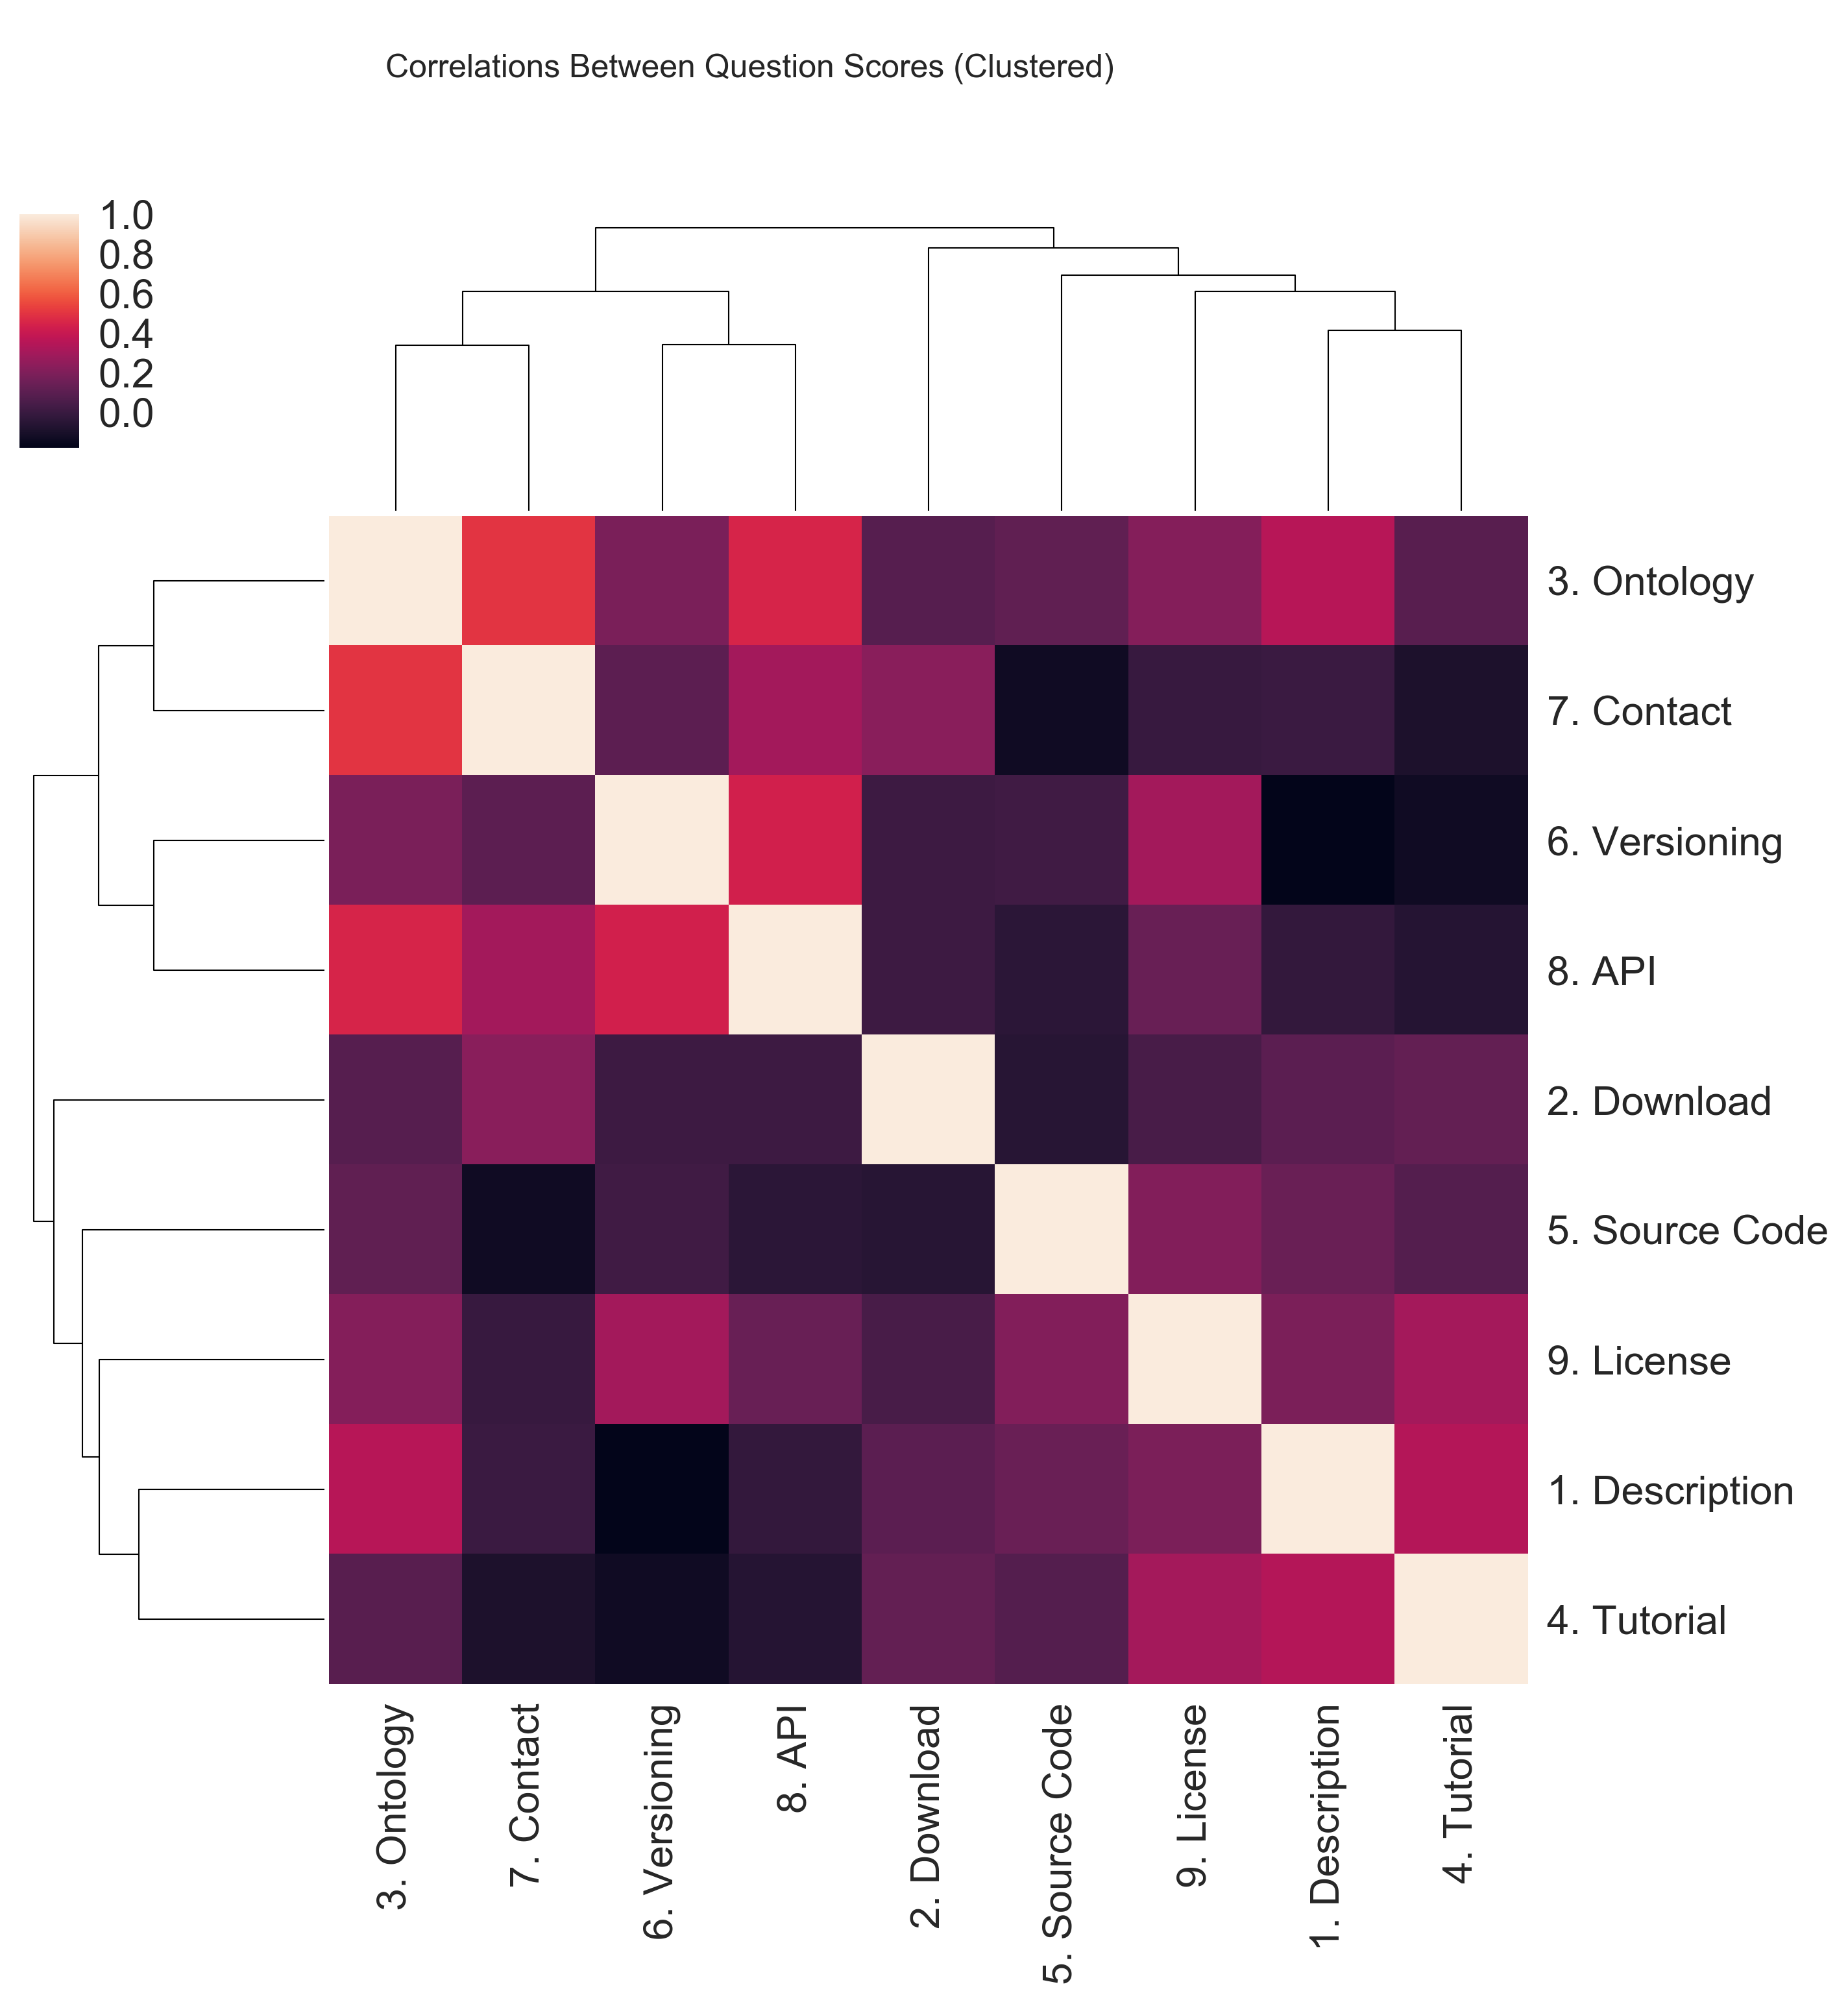 Correlations Between Question Scores (Clustered)
1.0
0.8
0.6
0.4
0.2
0.0
3. Ontology
7. Contact
6. Versioning
8. API
2. Download
5. Source Code
9. License
1. Description
4. Tutorial
3. Ontology
7. Contact
6. Versioning
8. API
2. Download
5. Source Code
9. License
1. Description
4. Tutorial